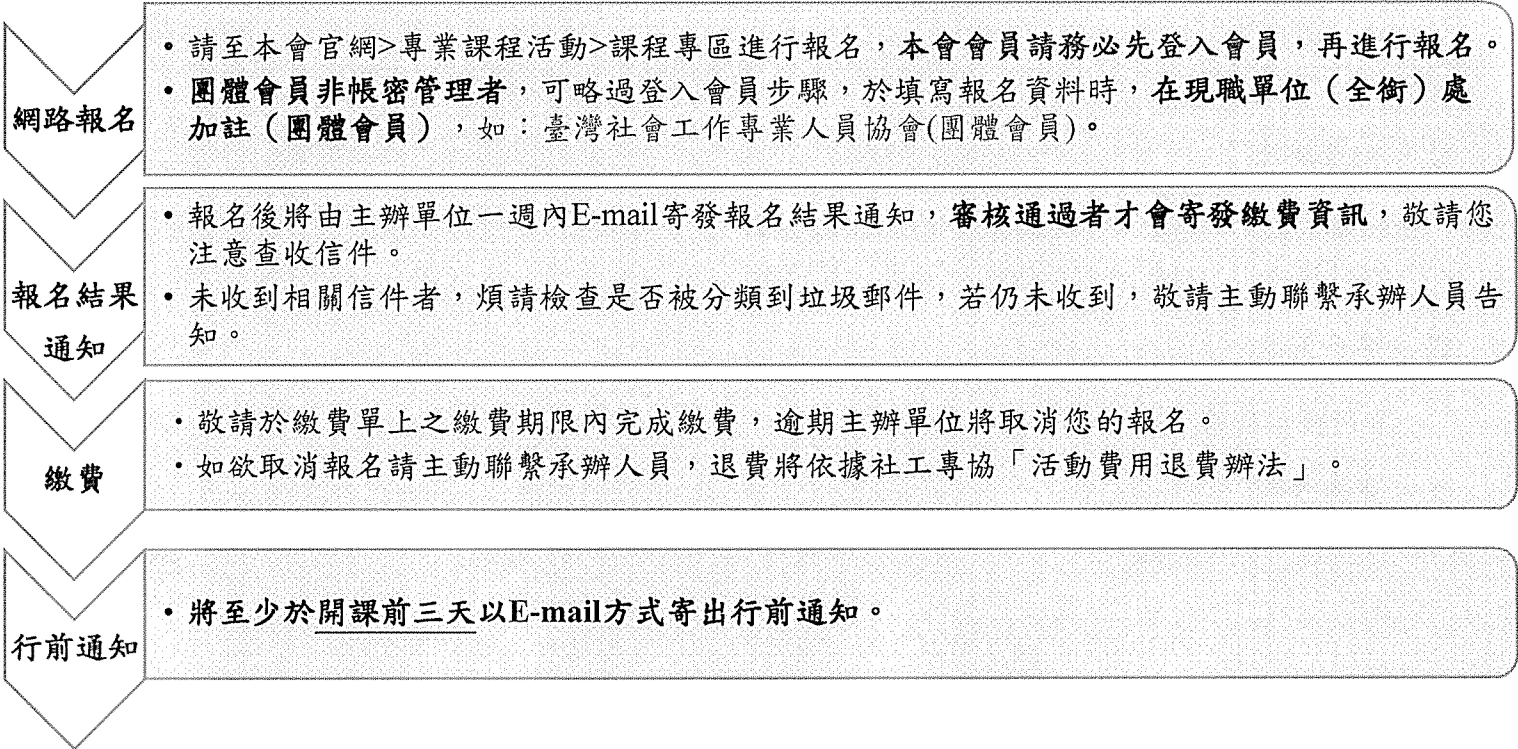 網路報名
• 請至本會官網>專業課程活動>課程專區進行報名，本會會員請務必先登入會員，再進行報名。
• 團體會員非帳密管理者，可略過登入會員步驟，於填寫報名資料時，在現職單位（全銜）處
加註（團體會員），如：臺灣社會工作專業人員協會(團體會員)。
報名結果
通知
• 報名後將由主辦單位一週內E-mail寄發報名結果通知，審核通過者才會寄發繳費資訊，敬請您
注意查收信件。
• 未收到相關信件者，煩請檢查是否被分類到垃圾郵件，若仍未收到，敬請主動聯繫承辦人員告
知。
繳費
• 敬請於繳費單上之繳費期限內完成繳費，逾期主辦單位將取消您的報名。
• 如欲取消報名請主動聯繫承辦人員，退費將依據社工專協「活動費用退費辦法」。
行前通知
• 將至少於開課前三天以E-mail方式寄出行前通知。